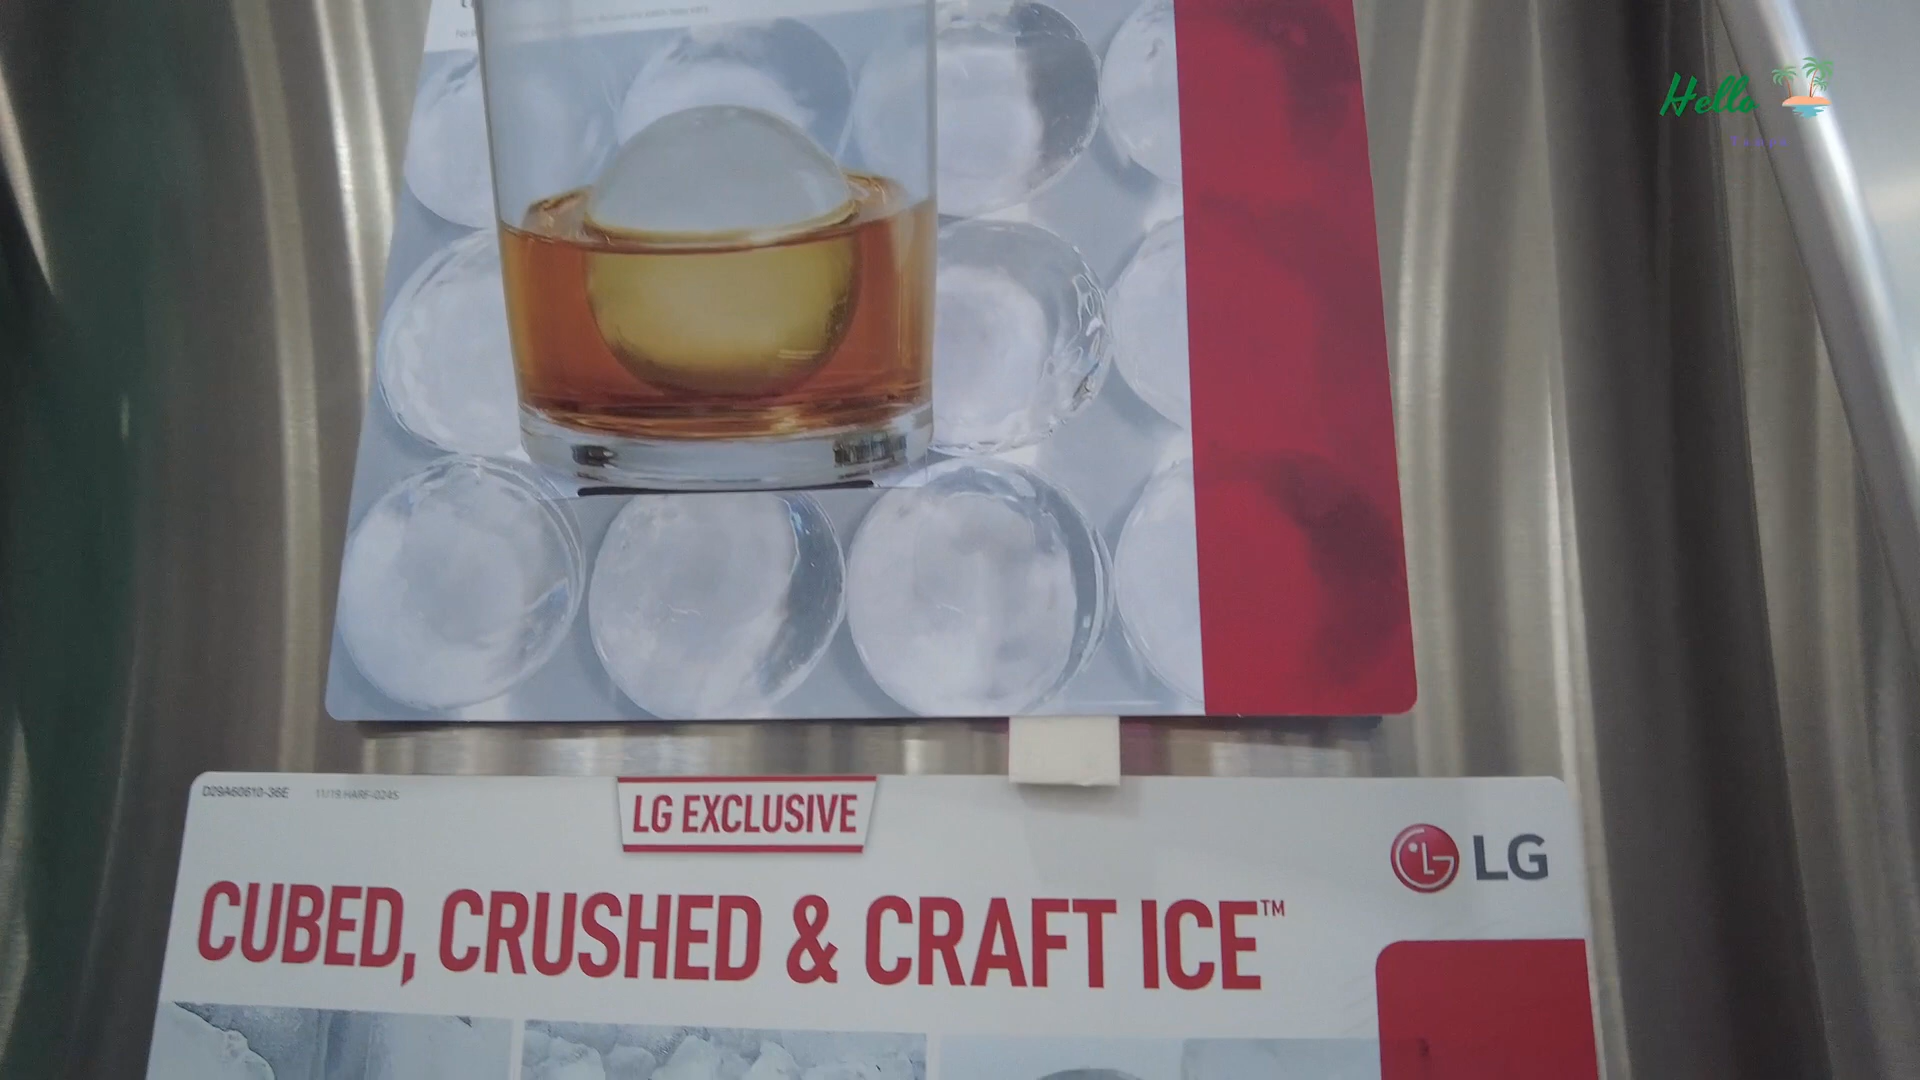 Hello
D29A60610-36E 11/19 HARF-0245
LG EXCLUSIVE
LG
CUBED, CRUSHED & CRAFT ICE™